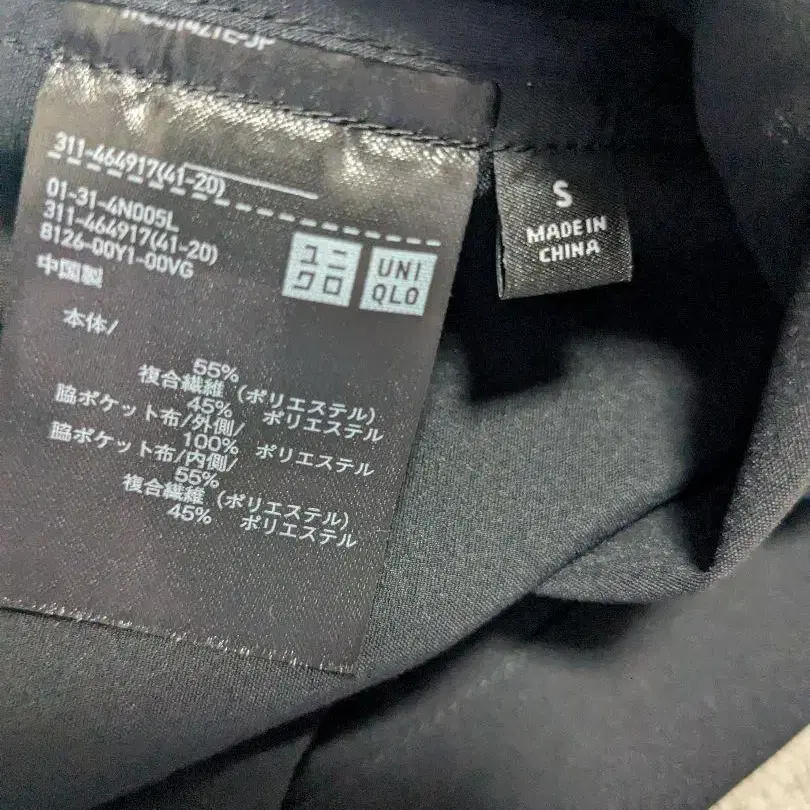 311-464917(41-20)
01-31-4N005L
311-464917(41-20)
8126-00Y1-00VG
中国製
ユニ
クロ
UNI
QLO
本体/
55%
複合繊維 (ポリエステル)
45% ポリエステル
脇ポケット布/外側/
100% ポリエステル
脇ポケット布/内側/
55%
複合繊維 (ポリエステル)
45% ポリエステル
S
MADE IN
CHINA